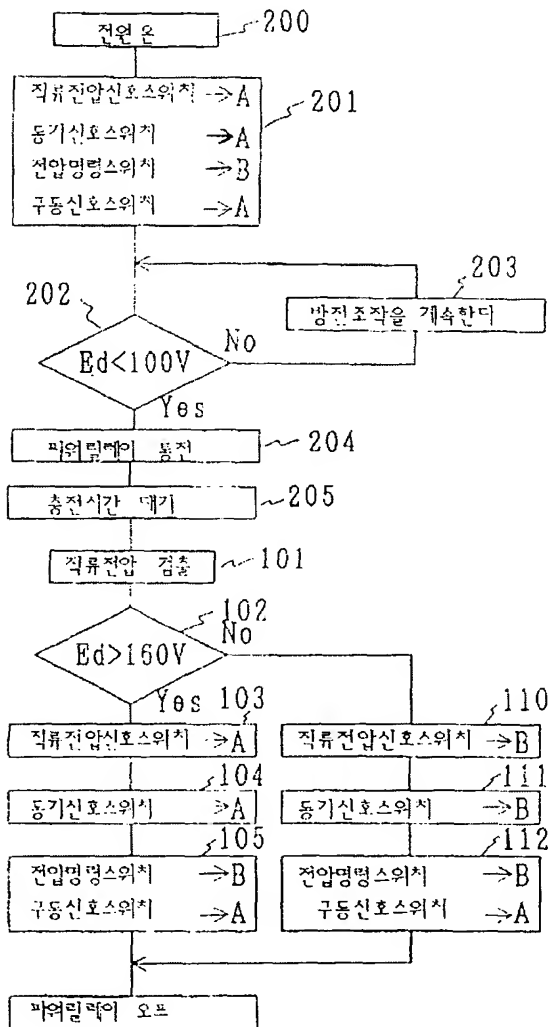 전원 온
200
직류전압신호스위치 →A
201
동기신호스위치 →A
전압명령스위치 →B
구동신호스위치 →A
203
202
방전조작을 계속한다
Ed<100V
No
Yes
파워릴레이 통전
204
충전시간 대기
205
직류전압 검출
101
102
Ed>160V
No
Yes
103
110
직류전압신호스위치 →A
직류전압신호스위치 →B
104
111
동기신호스위치 →A
동기신호스위치 →B
105
112
전압명령스위치 →B
전압명령스위치 →B
구동신호스위치 →A
구동신호스위치 →A
파워릴레이 오프